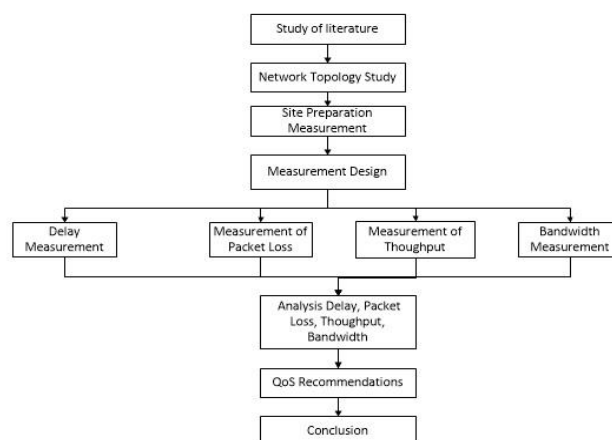 Study of literature
Network Topology Study
Site Preparation
Measurement
Measurement Design
Delay
Measurement
Measurement of
Packet Loss
Measurement of
Thoughput
Bandwidth
Measurement
Analysis Delay, Packet
Loss, Thoughput,
Bandwidth
QoS Recommendations
Conclusion